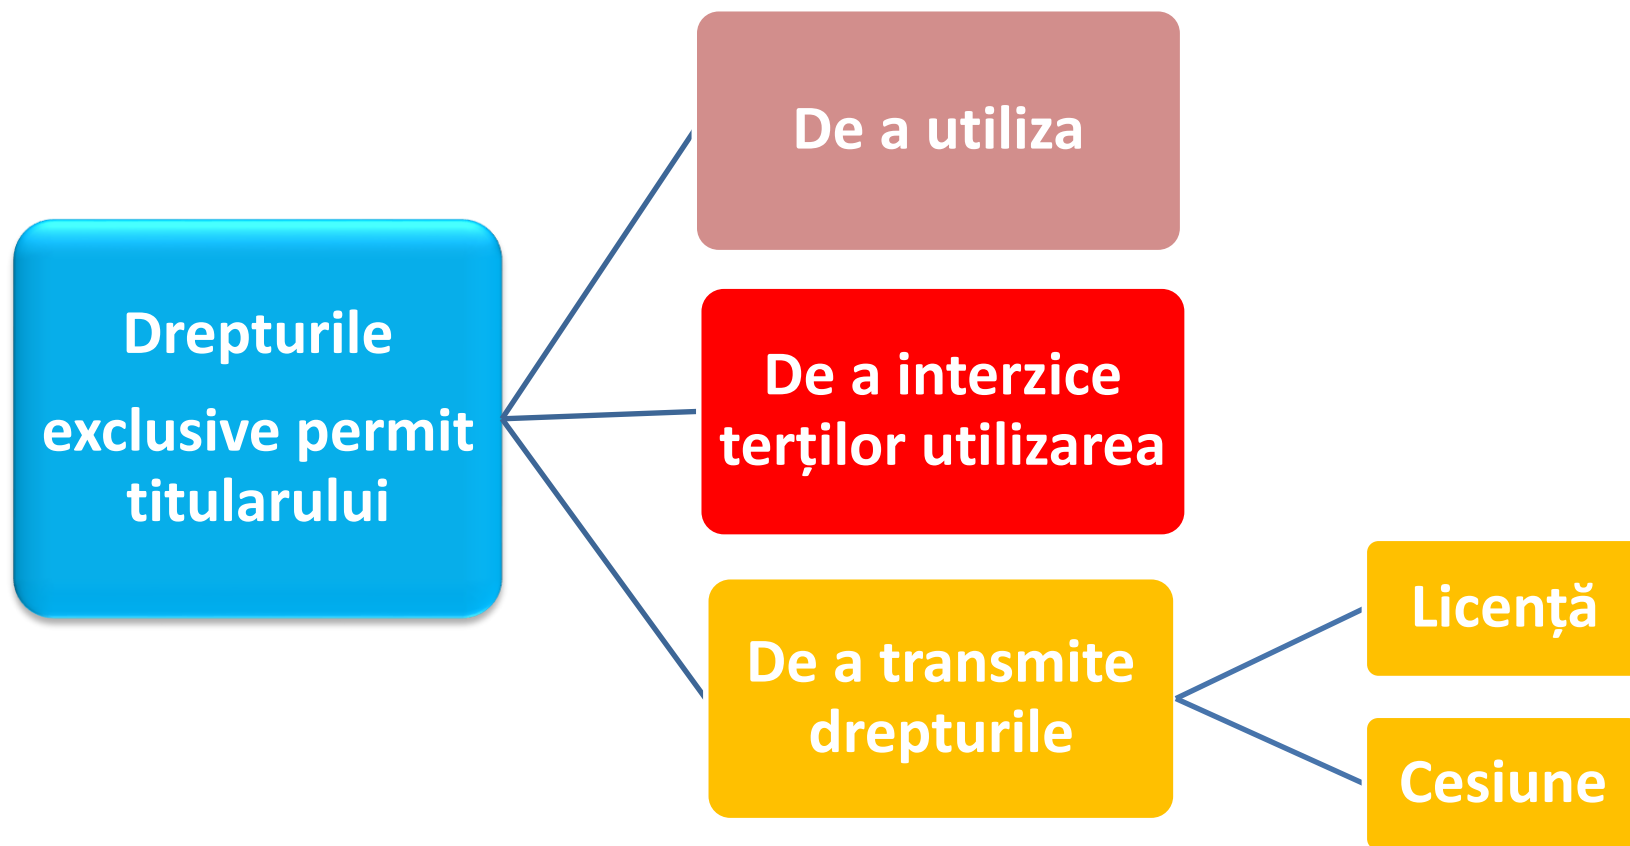 Drepturile
exclusive permit
titularului
De a utiliza
De a interzice
terților utilizarea
De a transmite
drepturile
Licență
Cesiune